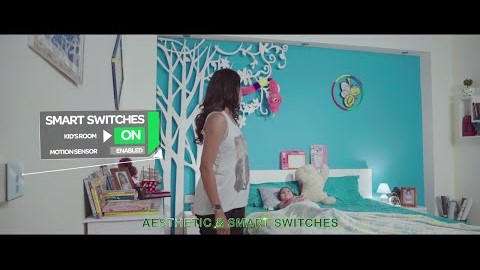 SMART SWITCHES
KID'S ROOM ▶ ON
MOTION SENSOR ENABLED
AESTHETIC & SMART SWITCHES